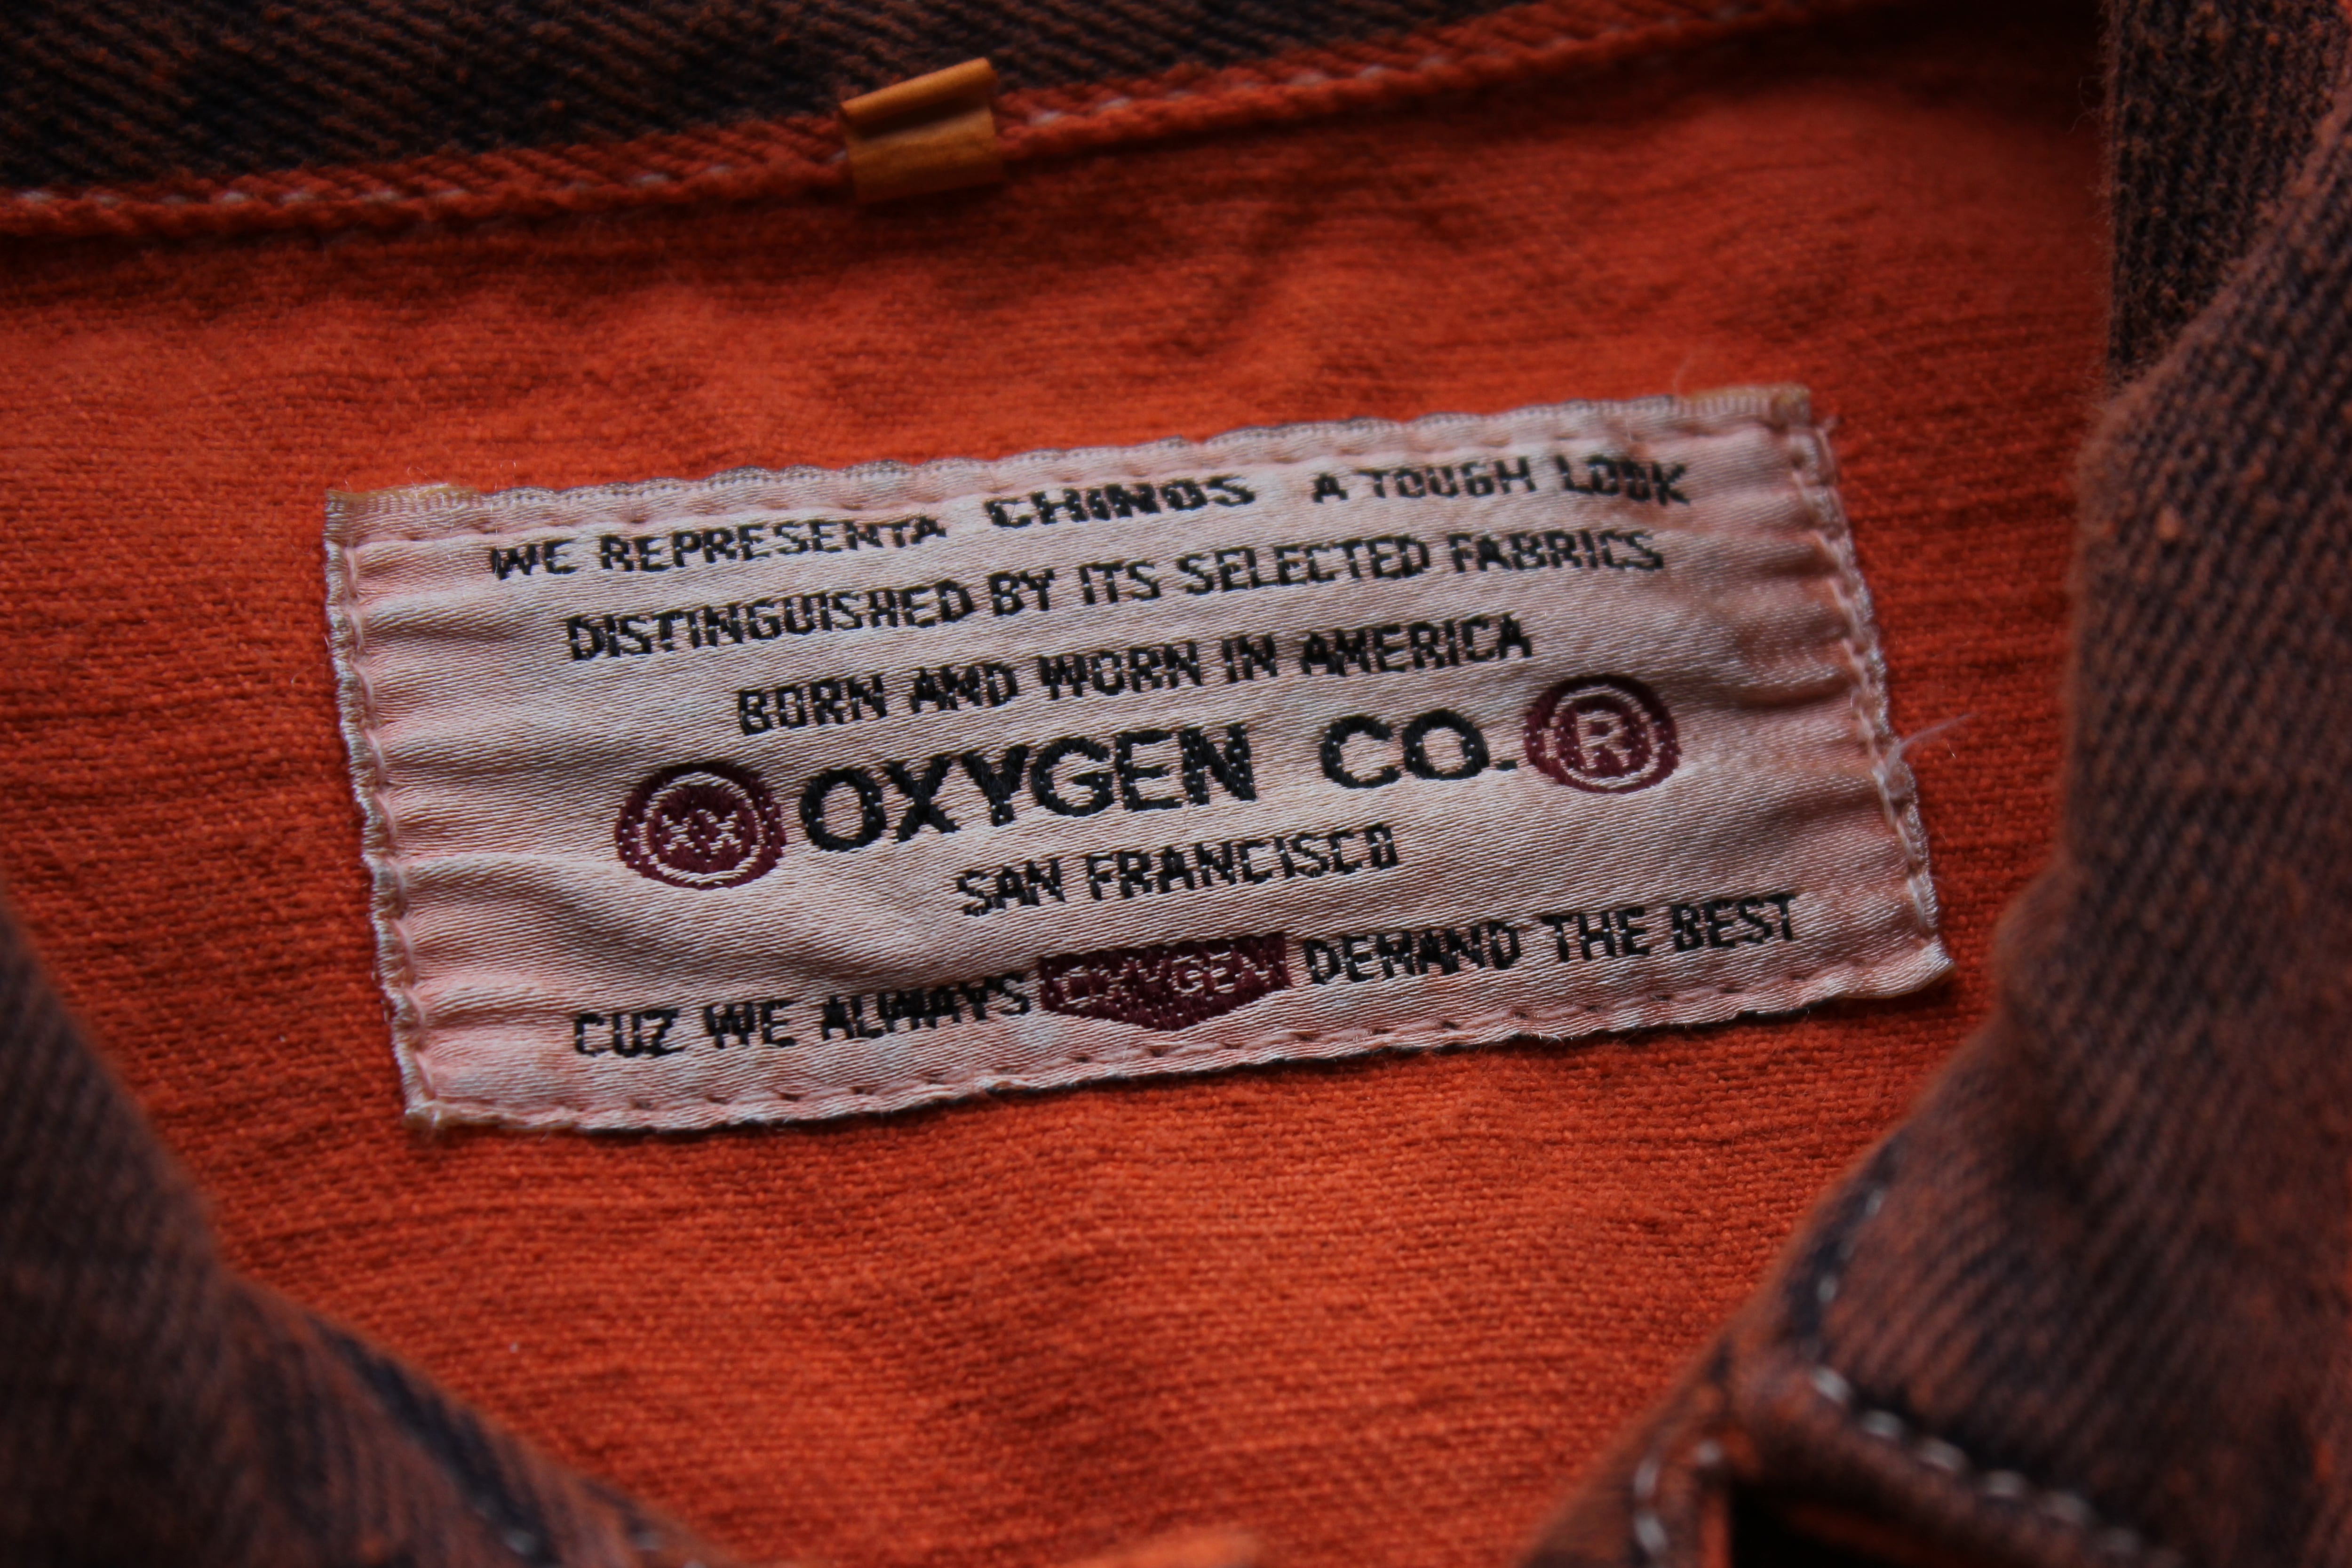 WE REPRESENTA CHINOS A TOUGH LOOK
DISTINGUISHED BY ITS SELECTED FABRICS
BORN AND WORN IN AMERICA
XX OXYGEN CO. R
SAN FRANCISCO
CUZ WE ALWAYS OXYGEN DEMAND THE BEST